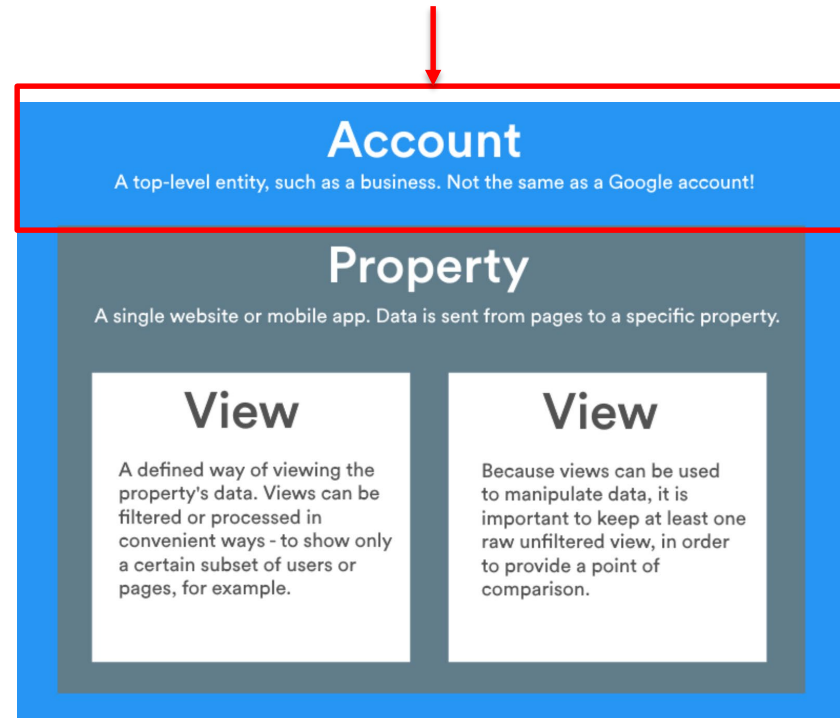 Account
A top-level entity, such as a business. Not the same as a Google account!
Property
A single website or mobile app. Data is sent from pages to a specific property.
View
A defined way of viewing the
property's data. Views can be
filtered or processed in
convenient ways - to show only
a certain subset of users or
pages, for example.
View
Because views can be used
to manipulate data, it is
important to keep at least one
raw unfiltered view, in order
to provide a point of
comparison.